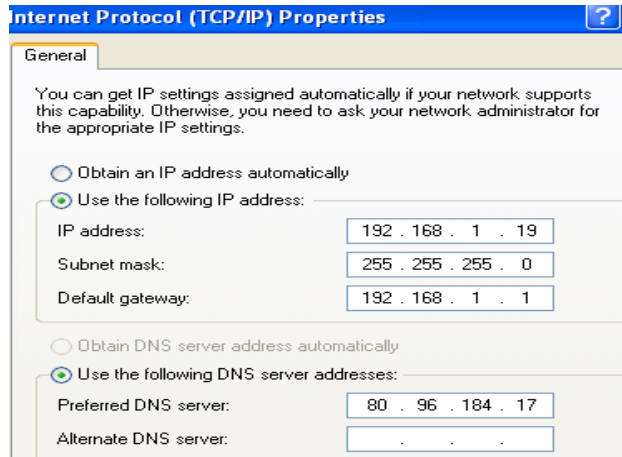 Internet Protocol (TCP/IP) Properties
?
General
You can get IP settings assigned automatically if your network supports
this capability. Otherwise, you need to ask your network administrator for
the appropriate IP settings.
Obtain an IP address automatically
Use the following IP address:
IP address: 192 . 168 . 1 . 19
Subnet mask: 255 . 255 . 255 . 0
Default gateway: 192 . 168 . 1 . 1
Obtain DNS server address automatically
Use the following DNS server addresses:
Preferred DNS server: 80 . 96 . 184 . 17
Alternate DNS server: . . .